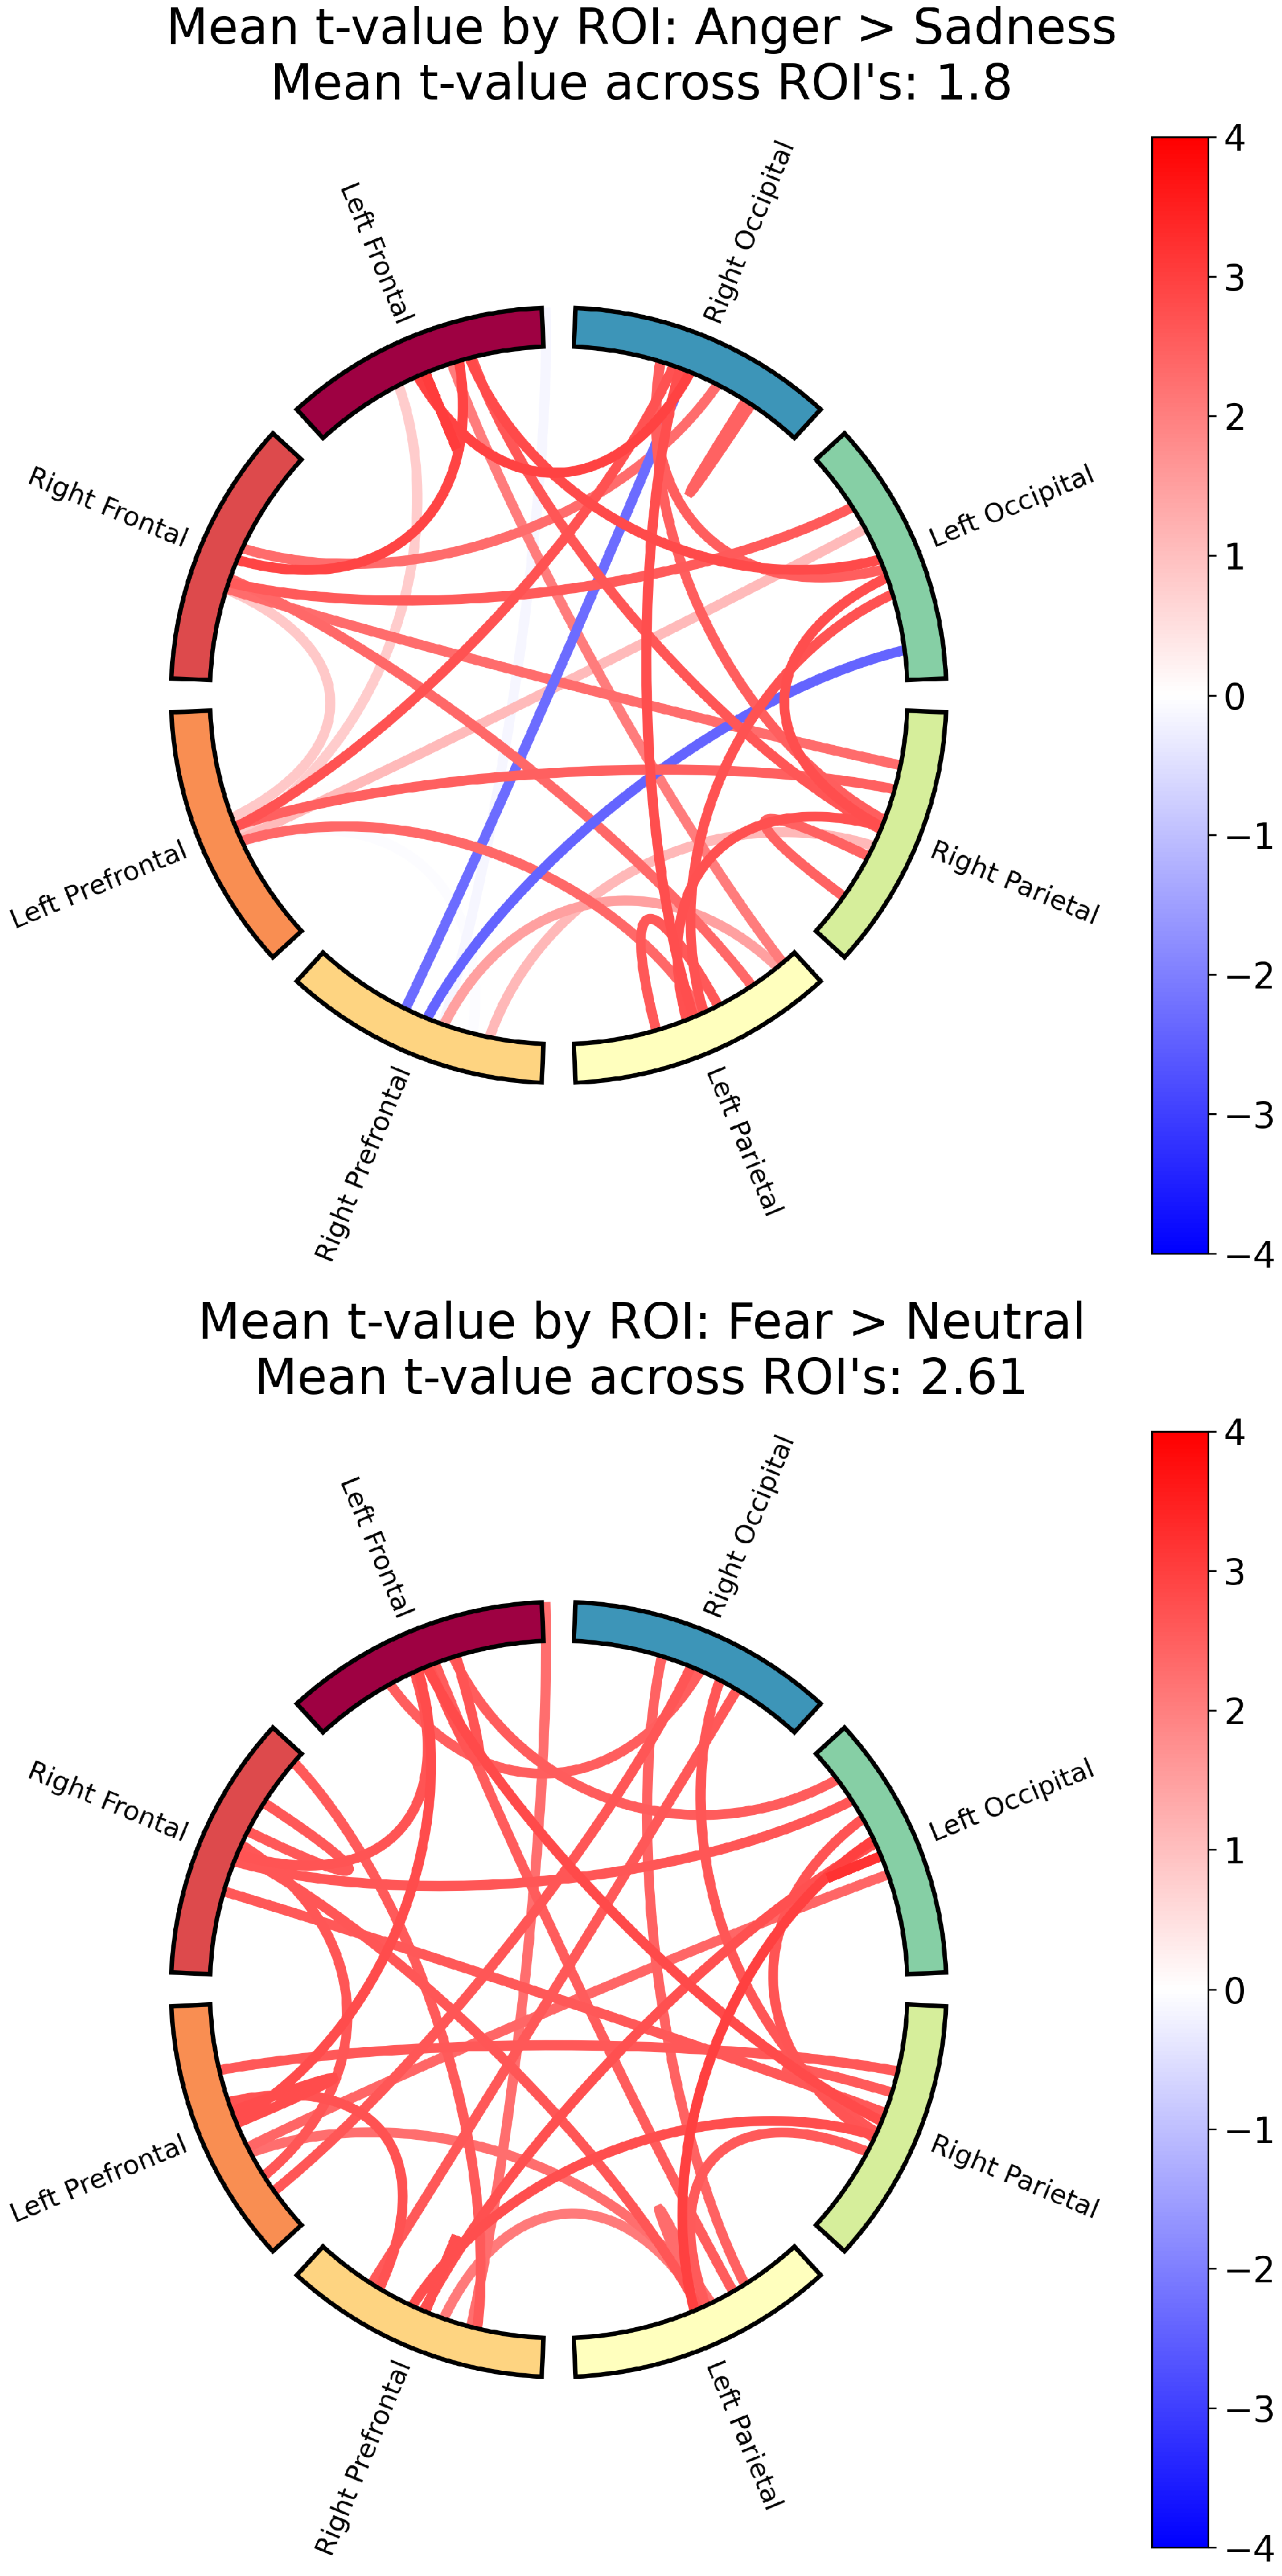 Mean t-value by ROI: Anger > Sadness
Mean t-value across ROI's: 1.8
Left Frontal
Right Occipital
Right Frontal
Left Occipital
Left Prefrontal
Right Parietal
Right Prefrontal
Left Parietal
4
3
2
1
0
−1
−2
−3
−4
Mean t-value by ROI: Fear > Neutral
Mean t-value across ROI's: 2.61
Left Frontal
Right Occipital
Right Frontal
Left Occipital
Left Prefrontal
Right Parietal
Right Prefrontal
Left Parietal
4
3
2
1
0
−1
−2
−3
−4